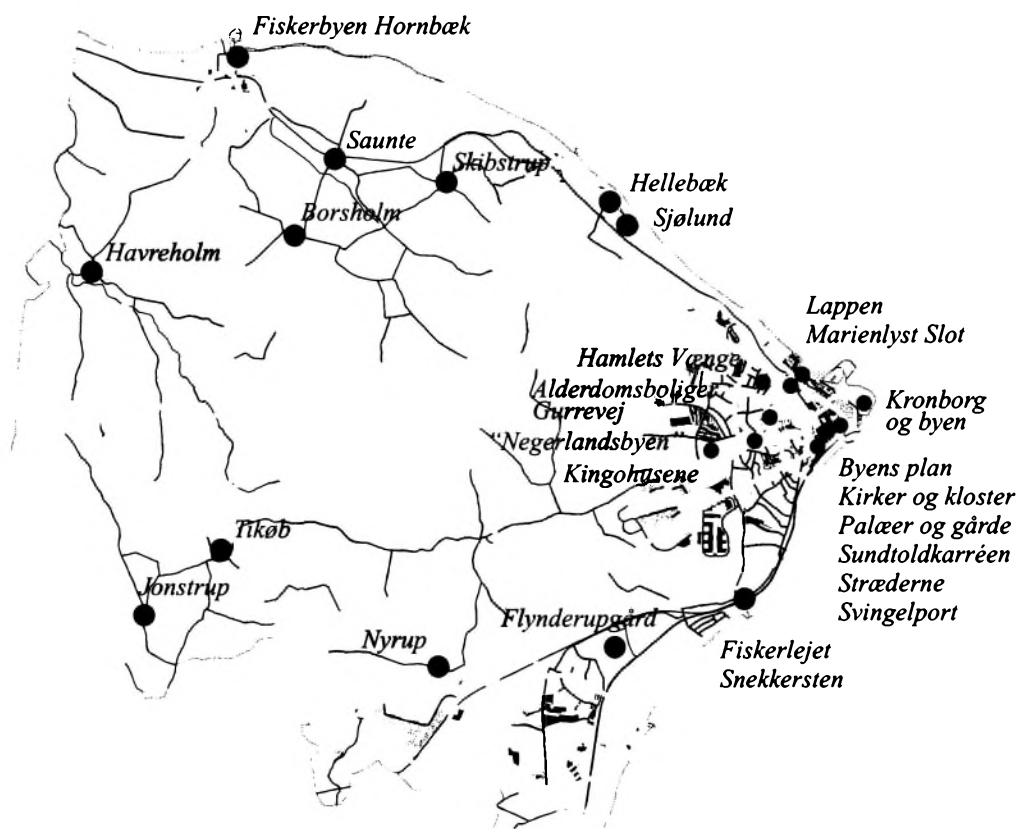 Fiskerbyen Hornbæk
Saunte
Skibstrup
Hellebæk
Sjølund
Borsholm
Havreholm
Lappen
Marienlyst Slot
Hamlets Vænge
Alderdomsboliger
Gurrevej
"Negerlandsbyen"
Kingohusene
Kronborg
og byen
Byens plan
Kirker og kloster
Palæer og gårde
Sundtoldkarréen
Stræderne
Svingelport
Tikøb
Jonstrup
Nyrup
Flynderupgård
Fiskerlejet
Snekkersten